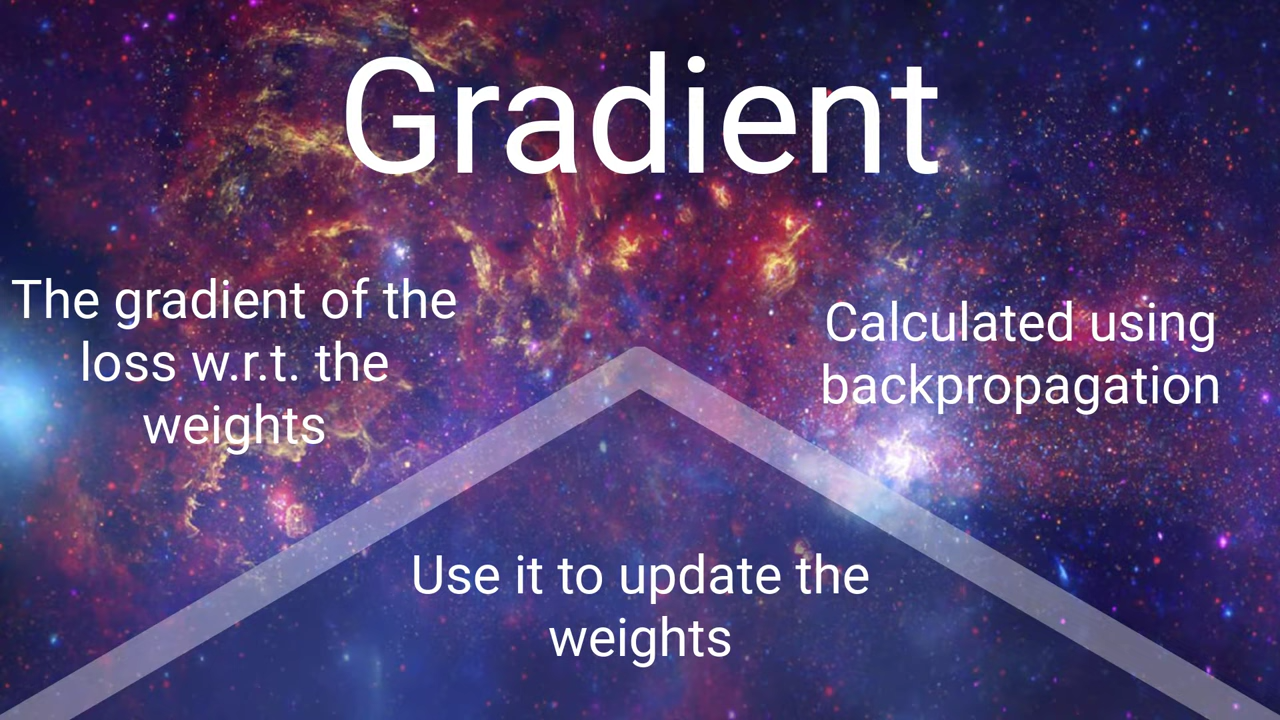 Gradient
The gradient of the
loss w.r.t. the
weights
Calculated using
backpropagation
Use it to update the
weights